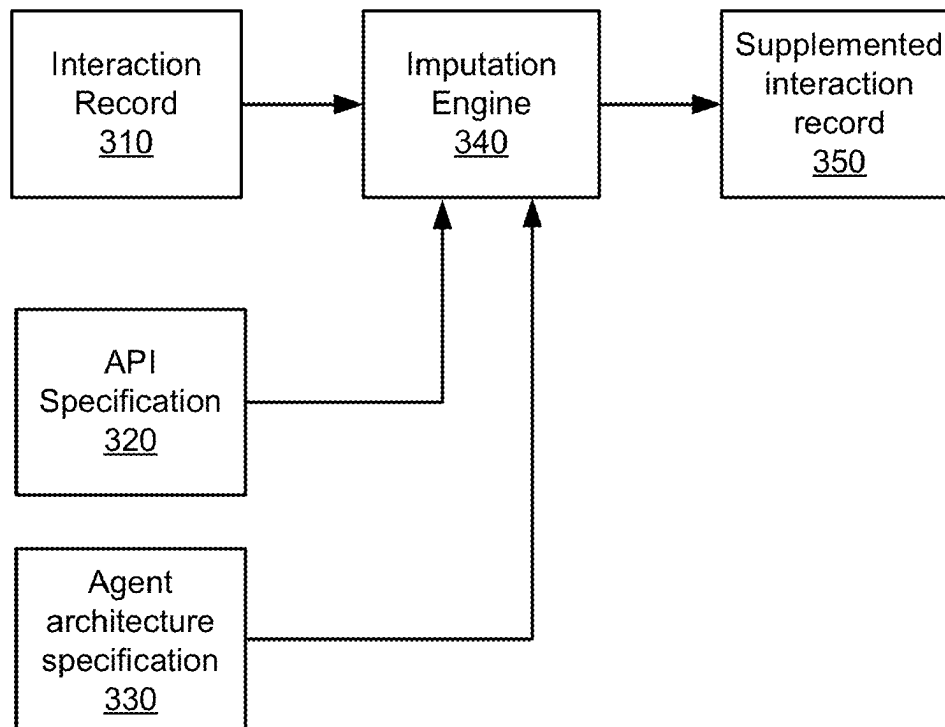 Interaction
Record
310
Imputation
Engine
340
Supplemented
interaction
record
350
API
Specification
320
Agent
architecture
specification
330